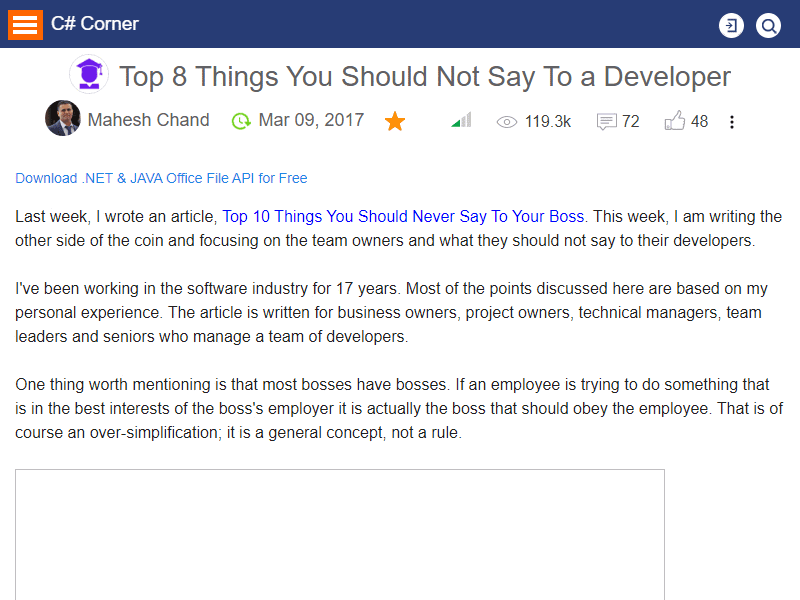 C# Corner
Top 8 Things You Should Not Say To a Developer
Mahesh Chand Mar 09, 2017 119.3k 72 48
Download .NET & JAVA Office File API for Free
Last week, I wrote an article, Top 10 Things You Should Never Say To Your Boss. This week, I am writing the
other side of the coin and focusing on the team owners and what they should not say to their developers.
I've been working in the software industry for 17 years. Most of the points discussed here are based on my
personal experience. The article is written for business owners, project owners, technical managers, team
leaders and seniors who manage a team of developers.
One thing worth mentioning is that most bosses have bosses. If an employee is trying to do something that
is in the best interests of the boss's employer it is actually the boss that should obey the employee. That is of
course an over-simplification; it is a general concept, not a rule.